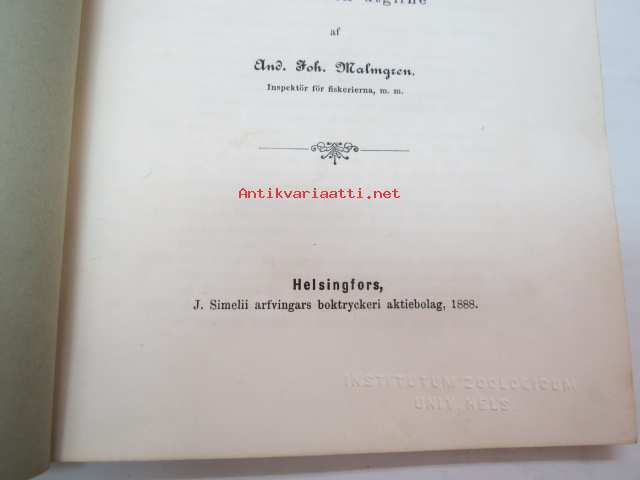 utgifne
af
And. Joh. Malmgren.
Inspektör för fiskerierna, m. m.
Antikvariaatti.net
Helsingfors,
J. Simelii arfvingars boktryckeri aktiebolag, 1888.
INSTITUTUM ZOOLOGICUM
UNIV. HELS.